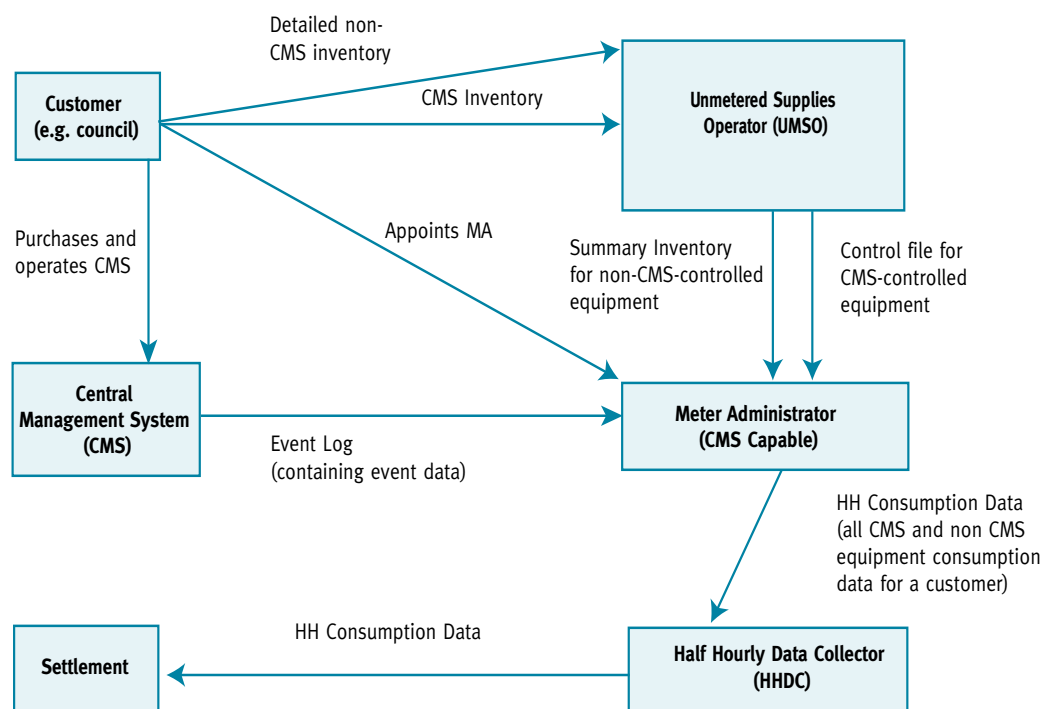 Detailed non-
CMS inventory
Customer
(e.g. council)
CMS Inventory
Unmetered Supplies
Operator (UMSO)
Purchases and
operates CMS
Appoints MA
Summary Inventory
for non-CMS-controlled
equipment
Control file for
CMS-controlled
equipment
Central
Management System
(CMS)
Event Log
(containing event data)
Meter Administrator
(CMS Capable)
HH Consumption Data
(all CMS and non CMS
equipment consumption
data for a customer)
Settlement
HH Consumption Data
Half Hourly Data Collector
(HHDC)